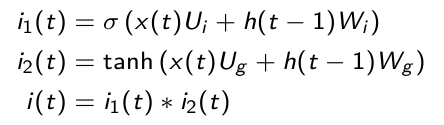 i₁(t) = σ (x(t)Uᵢ + h(t − 1)Wᵢ)
i₂(t) = tanh (x(t)U_g + h(t − 1)W_g)
i(t) = i₁(t) ∗ i₂(t)